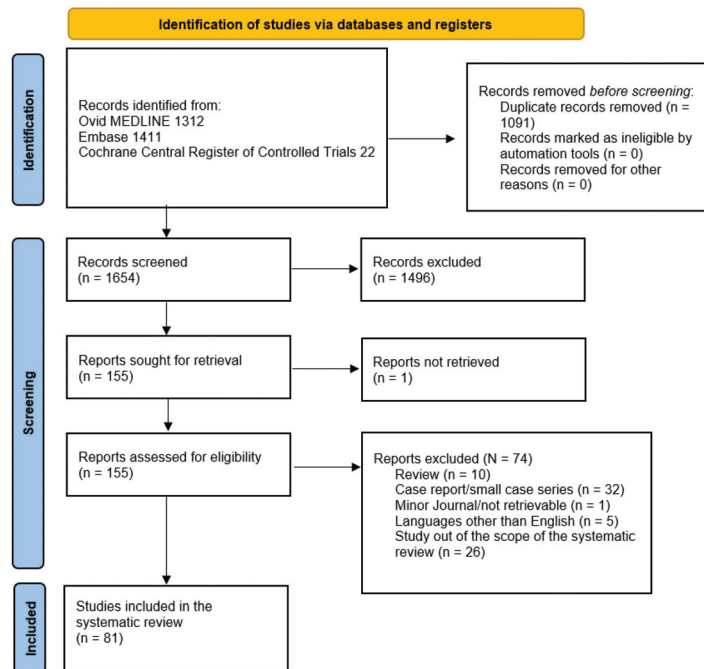 Identification of studies via databases and registers
Identification
Records identified from:
Ovid MEDLINE 1312
Embase 1411
Cochrane Central Register of Controlled Trials 22
Records removed before screening:
Duplicate records removed (n =
1091)
Records marked as ineligible by
automation tools (n = 0)
Records removed for other
reasons (n = 0)
Screening
Records screened
(n = 1654)
Records excluded
(n = 1496)
Reports sought for retrieval
(n = 155)
Reports not retrieved
(n = 1)
Reports assessed for eligibility
(n = 155)
Reports excluded (N = 74)
Review (n = 10)
Case report/small case series (n = 32)
Minor Journal/not retrievable (n = 1)
Languages other than English (n = 5)
Study out of the scope of the systematic
review (n = 26)
Included
Studies included in the
systematic review
(n = 81)